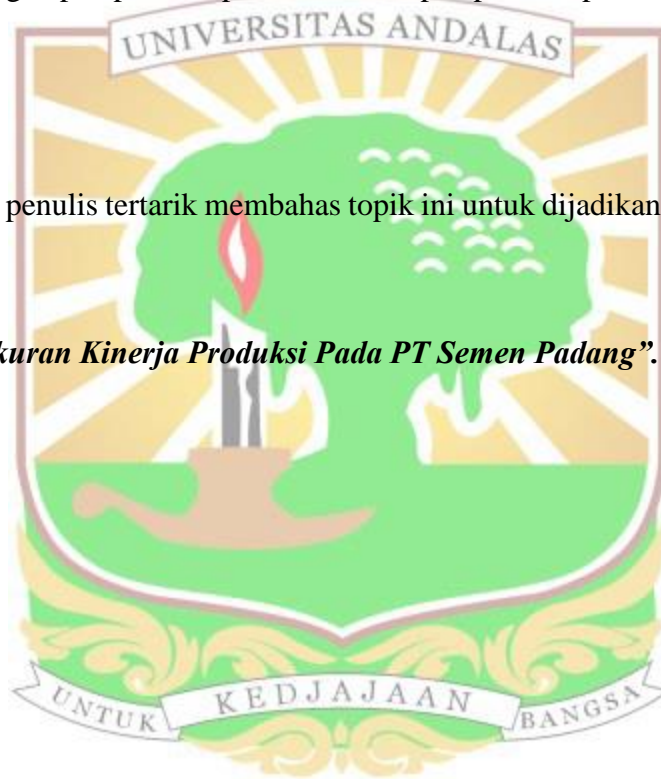 UNIVERSITAS ANDALAS
penulis tertarik membahas topik ini untuk dijadikan
kuran Kinerja Produksi Pada PT Semen Padang”.
UNTUK KEDJAJAAN BANGSA